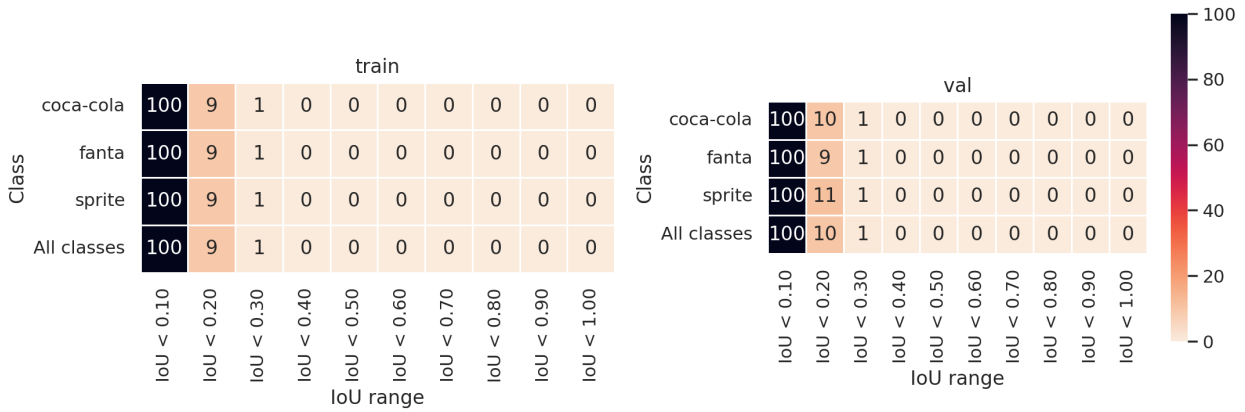 train
Class
coca-cola 100 9 1 0 0 0 0 0 0 0
fanta 100 9 1 0 0 0 0 0 0 0
sprite 100 9 1 0 0 0 0 0 0 0
All classes 100 9 1 0 0 0 0 0 0 0
IoU < 0.10
IoU < 0.20
IoU < 0.30
IoU < 0.40
IoU < 0.50
IoU < 0.60
IoU < 0.70
IoU < 0.80
IoU < 0.90
IoU < 1.00
IoU range
val
Class
coca-cola 100 10 1 0 0 0 0 0 0 0
fanta 100 9 1 0 0 0 0 0 0 0
sprite 100 11 1 0 0 0 0 0 0 0
All classes 100 10 1 0 0 0 0 0 0 0
IoU < 0.10
IoU < 0.20
IoU < 0.30
IoU < 0.40
IoU < 0.50
IoU < 0.60
IoU < 0.70
IoU < 0.80
IoU < 0.90
IoU < 1.00
IoU range
100
80
60
40
20
0